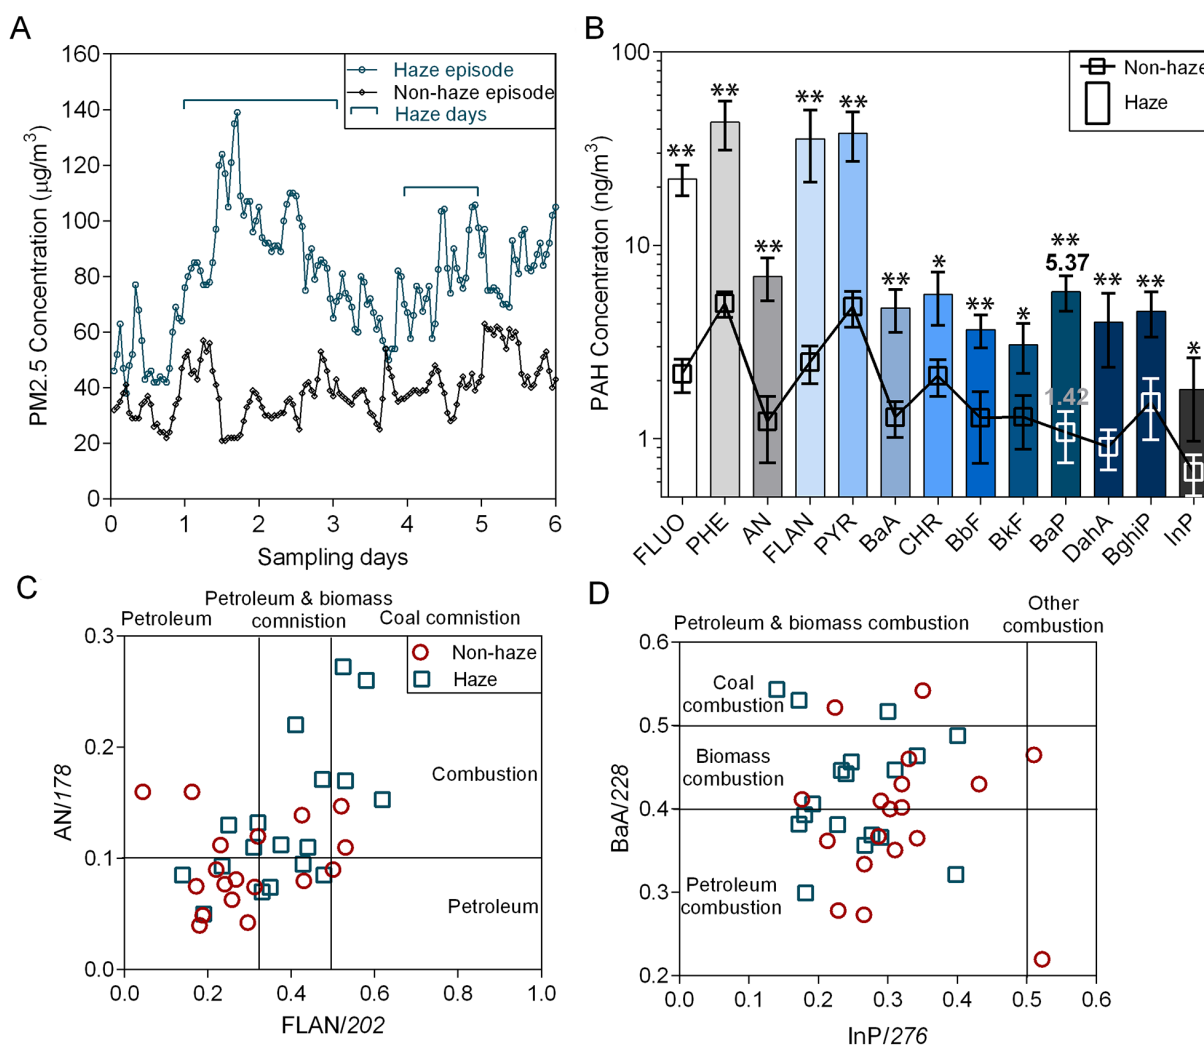 A
160
140
120
100
80
60
40
20
0
PM2.5 Concentration (μg/m³)
Haze episode
Non-haze episode
Haze days
0 1 2 3 4 5 6
Sampling days
B
100
10
1
PAH Concentraton (ng/m³)
Non-haze
Haze
** ** ** ** ** ** * ** * ** ** ** *
5.37
1.42
FLUO PHE AN FLAN PYR BaA CHR BbF BkF BaP DahA BghiP InP
C
Petroleum
Petroleum & biomass
comnistion
Coal comnistion
0.3
0.2
0.1
0.0
AN/178
Non-haze
Haze
Combustion
Petroleum
0.0 0.2 0.4 0.6 0.8 1.0
FLAN/202
D
Petroleum & biomass combustion
Other
combustion
0.6
0.5
0.4
0.3
0.2
BaA/228
Coal
combustion
Biomass
combustion
Petroleum
combustion
0.0 0.1 0.2 0.3 0.4 0.5 0.6
InP/276